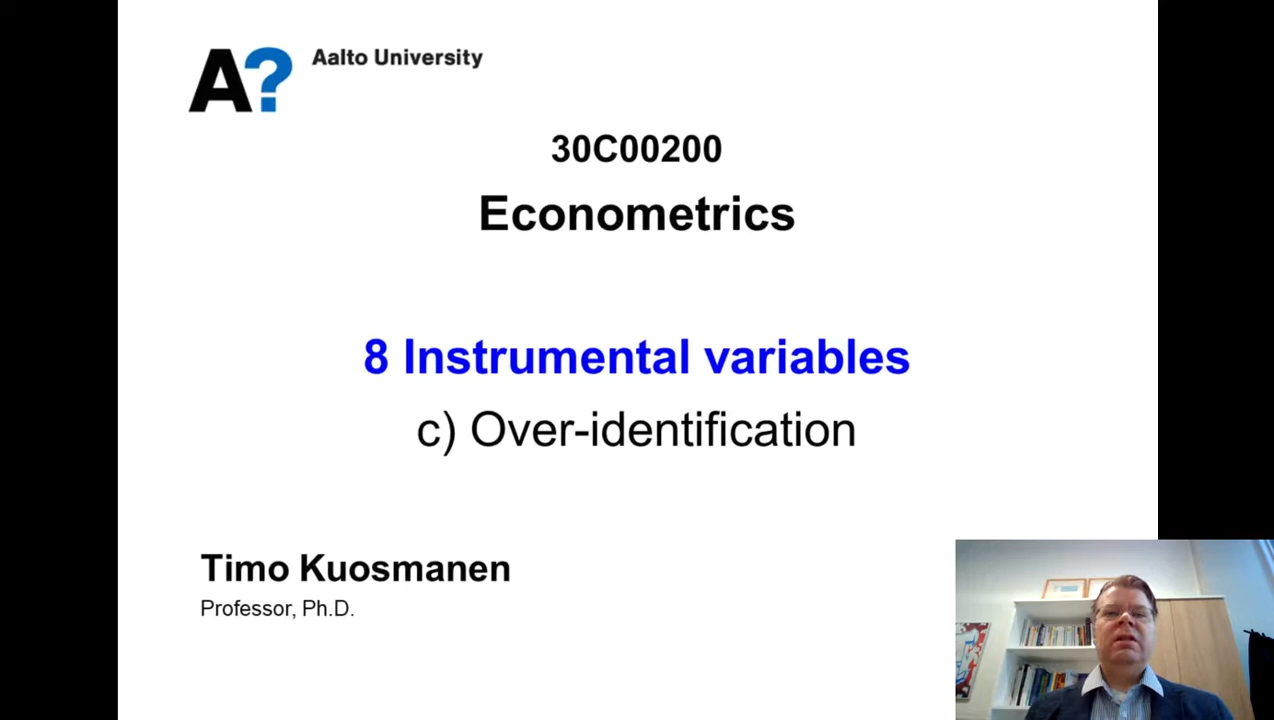 A?
Aalto University
30C00200
Econometrics
8 Instrumental variables
c) Over-identification
Timo Kuosmanen
Professor, Ph.D.